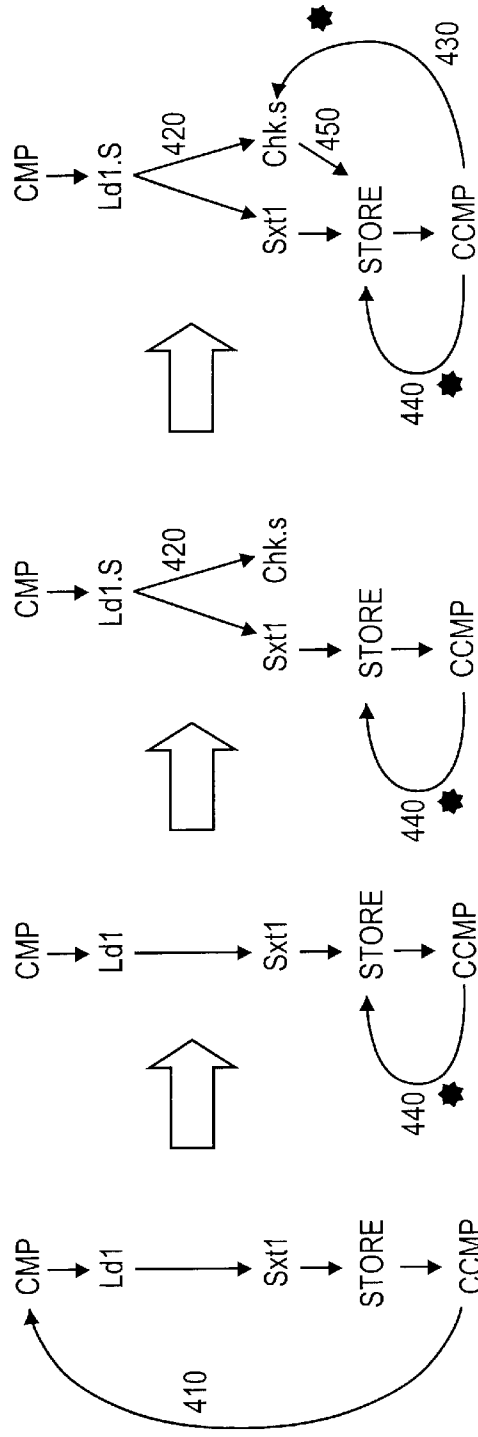 CMP
Ld1
Sxt1
STORE
CCMP
410
CMP
Ld1
Sxt1
STORE
CCMP
440
CMP
Ld1.S
420
Sxt1
Chk.s
STORE
CCMP
440
CMP
Ld1.S
420
Sxt1
Chk.s
450
STORE
CCMP
440
430